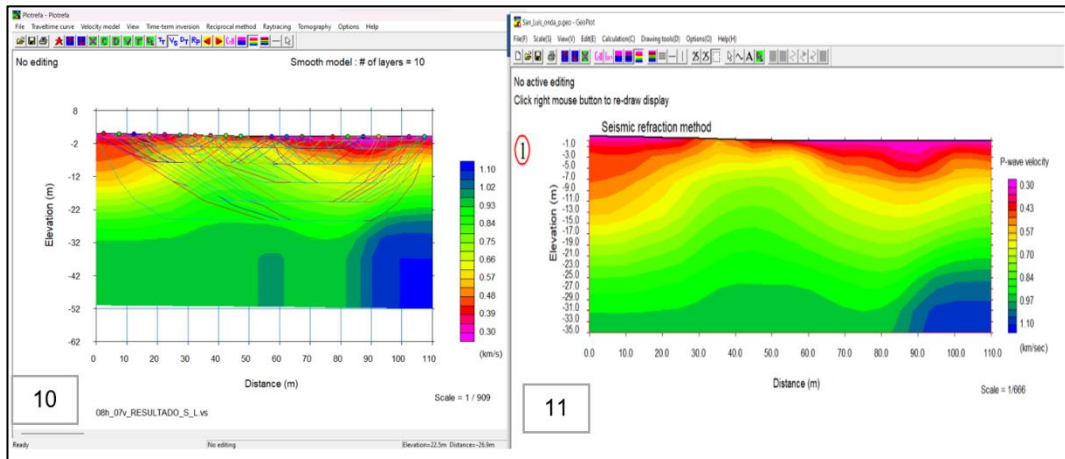 Plotrefa - Plotrefa
File Traveltime curve Velocity model View Time-term inversion Reciprocal method Raytracing Tomography Options Help
No editing
Smooth model : # of layers = 10
8
-2
-12
-22
-32
-42
-52
-62
Elevation (m)
0 10 20 30 40 50 60 70 80 90 100 110
Distance (m)
1.10
1.02
0.93
0.84
0.75
0.66
0.57
0.48
0.39
0.30
(km/s)
Scale = 1 / 909
10
08h_07v_RESULTADO_S_L.vs
Ready No editing Elevation=22.5m Distance=-26.9m
San_Luis_onda_p.geo - GeoPlot
File(F) Scale(S) View(V) Edit(E) Calculation(C) Drawing tools(D) Options(O) Help(H)
No active editing
Click right mouse button to re-draw display
1
Seismic refraction method
-1.0
-3.0
-5.0
-7.0
-9.0
-11.0
-13.0
-15.0
-17.0
-19.0
-21.0
-23.0
-25.0
-27.0
-29.0
-31.0
-33.0
-35.0
Elevation (m)
0.0 10.0 20.0 30.0 40.0 50.0 60.0 70.0 80.0 90.0 100.0 110.0
Distance (m)
P-wave velocity
0.30
0.43
0.57
0.70
0.83
0.97
1.10
(km/sec)
Scale = 1/666
11